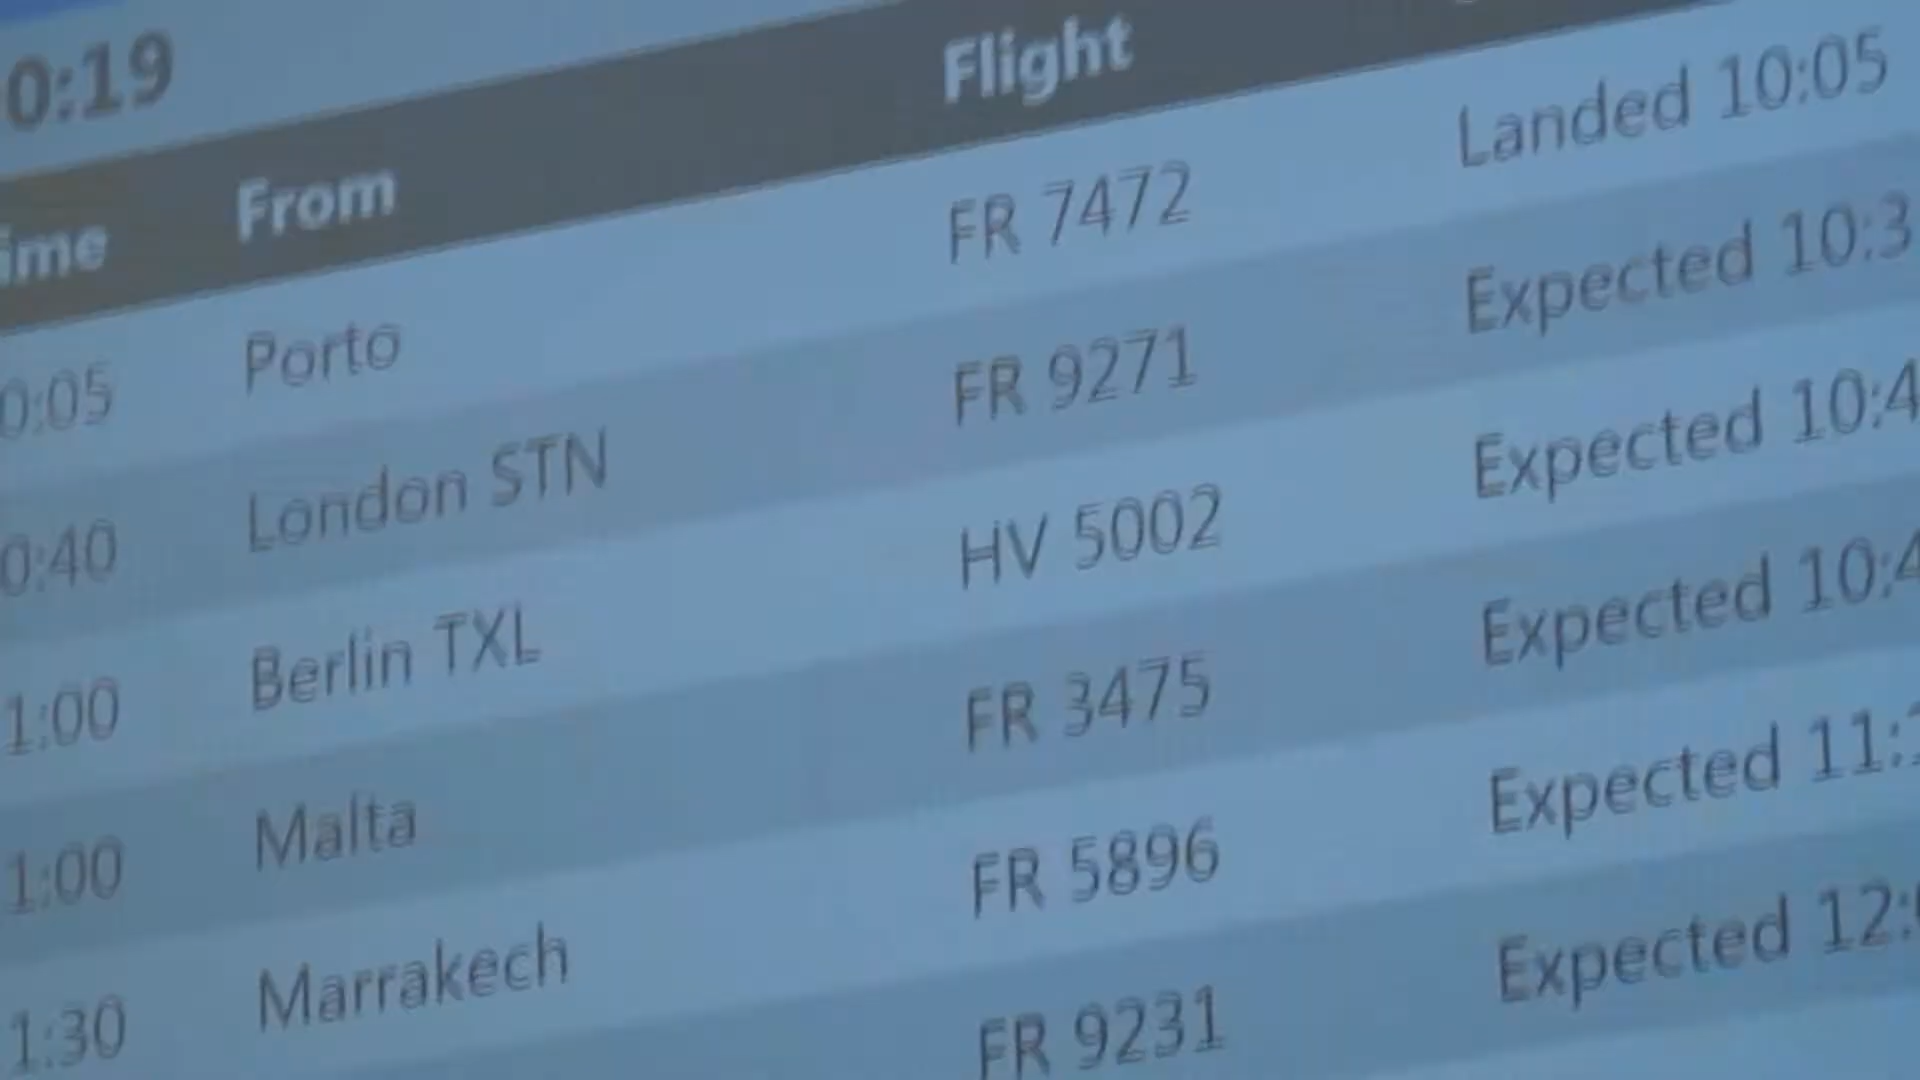 0:19
ime From Flight
0:05 Porto FR 7472 Landed 10:05
0:40 London STN FR 9271 Expected 10:3
1:00 Berlin TXL HV 5002 Expected 10:4
1:00 Malta FR 3475 Expected 10:4
1:30 Marrakech FR 5896 Expected 11:
FR 9231 Expected 12: